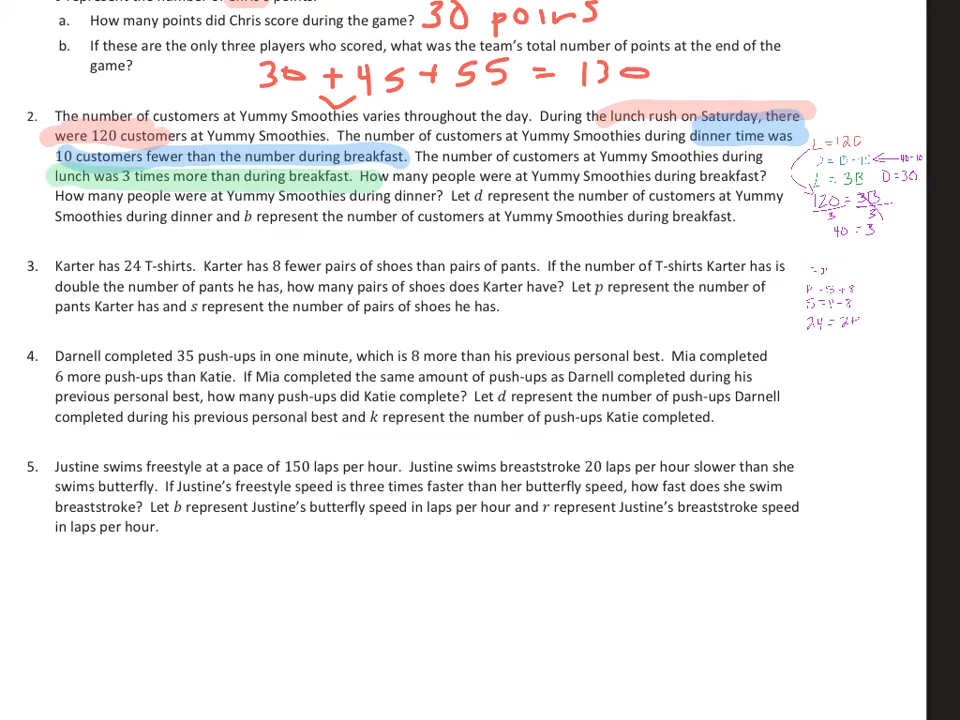 a. How many points did Chris score during the game? 30 poinrs
b. If these are the only three players who scored, what was the team's total number of points at the end of the
game?
30 + 45 + 55 = 130
2. The number of customers at Yummy Smoothies varies throughout the day. During the lunch rush on Saturday, there
were 120 customers at Yummy Smoothies. The number of customers at Yummy Smoothies during dinner time was
10 customers fewer than the number during breakfast. The number of customers at Yummy Smoothies during
lunch was 3 times more than during breakfast. How many people were at Yummy Smoothies during breakfast?
How many people were at Yummy Smoothies during dinner? Let d represent the number of customers at Yummy
Smoothies during dinner and b represent the number of customers at Yummy Smoothies during breakfast.
L = 120
D = B - 10 40 - 10
L = 3B D = 30
120 = 3B
3 3
40 = 3
3. Karter has 24 T-shirts. Karter has 8 fewer pairs of shoes than pairs of pants. If the number of T-shirts Karter has is
double the number of pants he has, how many pairs of shoes does Karter have? Let p represent the number of
pants Karter has and s represent the number of pairs of shoes he has.
P = S + 8
S = P - 8
24 = 2P
4. Darnell completed 35 push-ups in one minute, which is 8 more than his previous personal best. Mia completed
6 more push-ups than Katie. If Mia completed the same amount of push-ups as Darnell completed during his
previous personal best, how many push-ups did Katie complete? Let d represent the number of push-ups Darnell
completed during his previous personal best and k represent the number of push-ups Katie completed.
5. Justine swims freestyle at a pace of 150 laps per hour. Justine swims breaststroke 20 laps per hour slower than she
swims butterfly. If Justine's freestyle speed is three times faster than her butterfly speed, how fast does she swim
breaststroke? Let b represent Justine's butterfly speed in laps per hour and r represent Justine's breaststroke speed
in laps per hour.